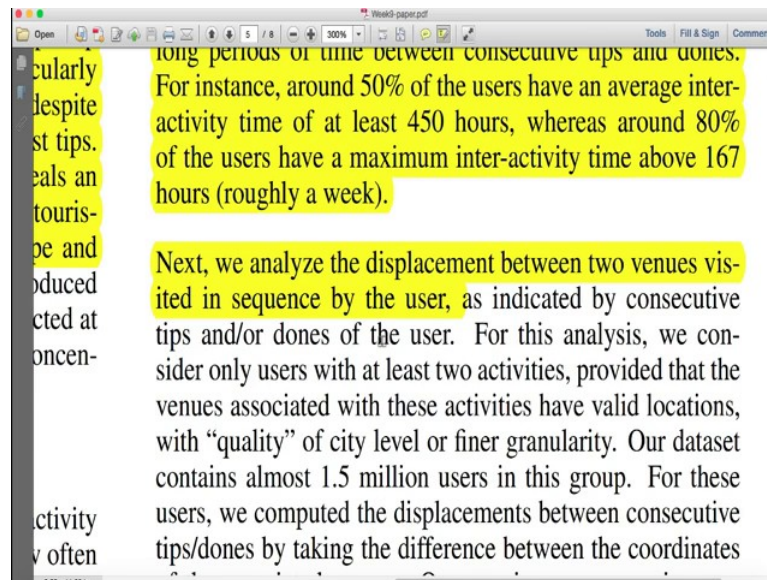 Week9-paper.pdf
Open 5 / 8 300% Tools Fill & Sign Commen
cularly
despite
st tips.
eals an
touris-
pe and
oduced
cted at
oncen-
ctivity
often
long periods of time between consecutive tips and dones.
For instance, around 50% of the users have an average inter-
activity time of at least 450 hours, whereas around 80%
of the users have a maximum inter-activity time above 167
hours (roughly a week).
Next, we analyze the displacement between two venues vis-
ited in sequence by the user, as indicated by consecutive
tips and/or dones of the user. For this analysis, we con-
sider only users with at least two activities, provided that the
venues associated with these activities have valid locations,
with “quality” of city level or finer granularity. Our dataset
contains almost 1.5 million users in this group. For these
users, we computed the displacements between consecutive
tips/dones by taking the difference between the coordinates